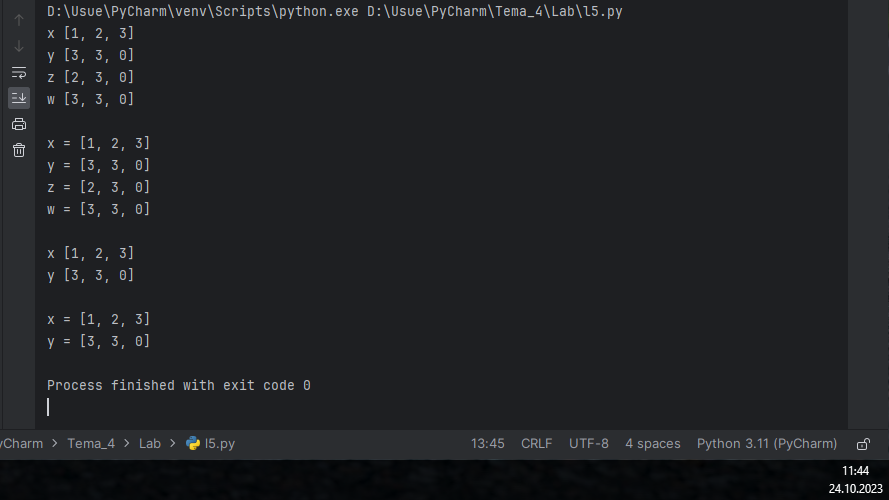 D:\Usue\PyCharm\venv\Scripts\python.exe D:\Usue\PyCharm\Tema_4\Lab\l5.py
x [1, 2, 3]
y [3, 3, 0]
z [2, 3, 0]
w [3, 3, 0]
x = [1, 2, 3]
y = [3, 3, 0]
z = [2, 3, 0]
w = [3, 3, 0]
x [1, 2, 3]
y [3, 3, 0]
x = [1, 2, 3]
y = [3, 3, 0]
Process finished with exit code 0
yCharm > Tema_4 > Lab > l5.py 13:45 CRLF UTF-8 4 spaces Python 3.11 (PyCharm)
11:44
24.10.2023